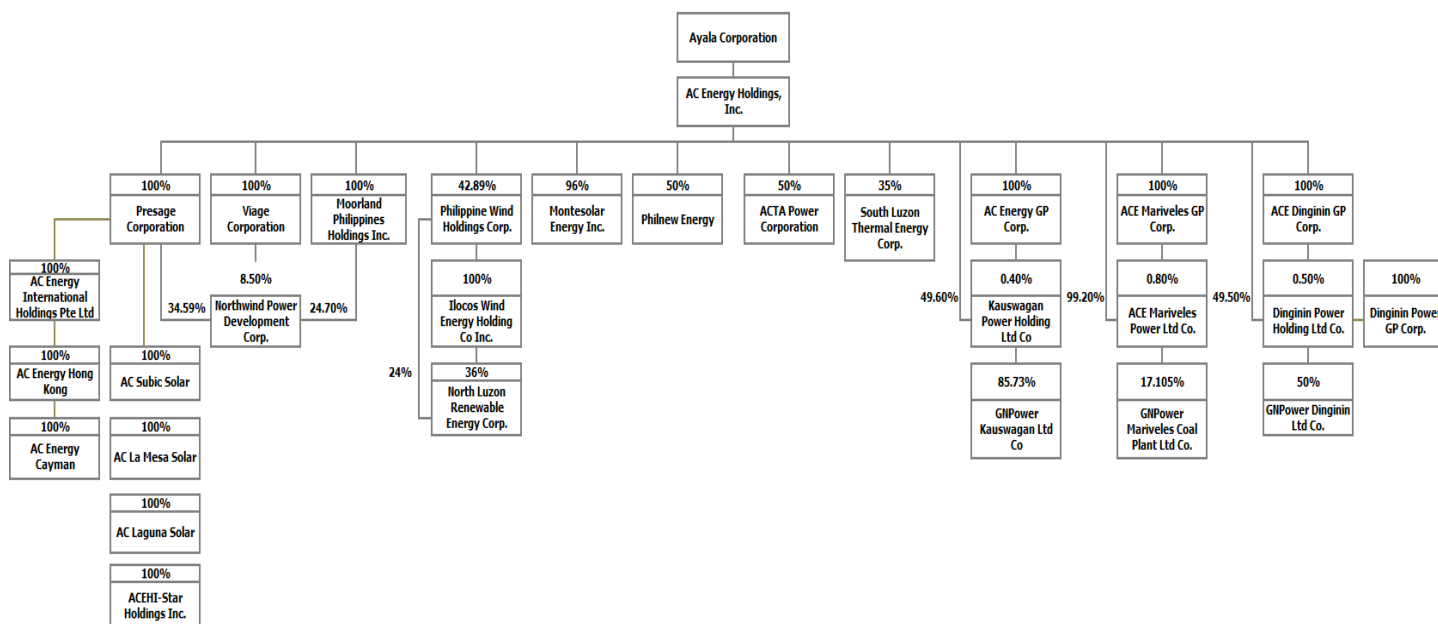 Ayala Corporation
AC Energy Holdings,
Inc.
100%
Presage
Corporation
100%
Viage
Corporation
100%
Moorland
Philippines
Holdings Inc.
42.89%
Philippine Wind
Holdings Corp.
96%
Montesolar
Energy Inc.
50%
Philnew Energy
50%
ACTA Power
Corporation
35%
South Luzon
Thermal Energy
Corp.
100%
AC Energy GP
Corp.
100%
ACE Mariveles GP
Corp.
100%
ACE Dinginin GP
Corp.
100%
AC Energy
International
Holdings Pte Ltd
34.59%
8.50%
Northwind Power
Development
Corp.
24.70%
100%
Ilocos Wind
Energy Holding
Co Inc.
49.60%
0.40%
Kauswagan
Power Holding
Ltd Co
99.20%
0.80%
ACE Mariveles
Power Ltd Co.
49.50%
0.50%
Dinginin Power
Holding Ltd Co.
100%
Dinginin Power
GP Corp.
100%
AC Energy Hong
Kong
100%
AC Subic Solar
24%
36%
North Luzon
Renewable
Energy Corp.
85.73%
GNPower
Kauswagan Ltd
Co
17.105%
GNPower
Mariveles Coal
Plant Ltd Co.
50%
GNPower Dinginin
Ltd Co.
100%
AC Energy
Cayman
100%
AC La Mesa Solar
100%
AC Laguna Solar
100%
ACEHI-Star
Holdings Inc.